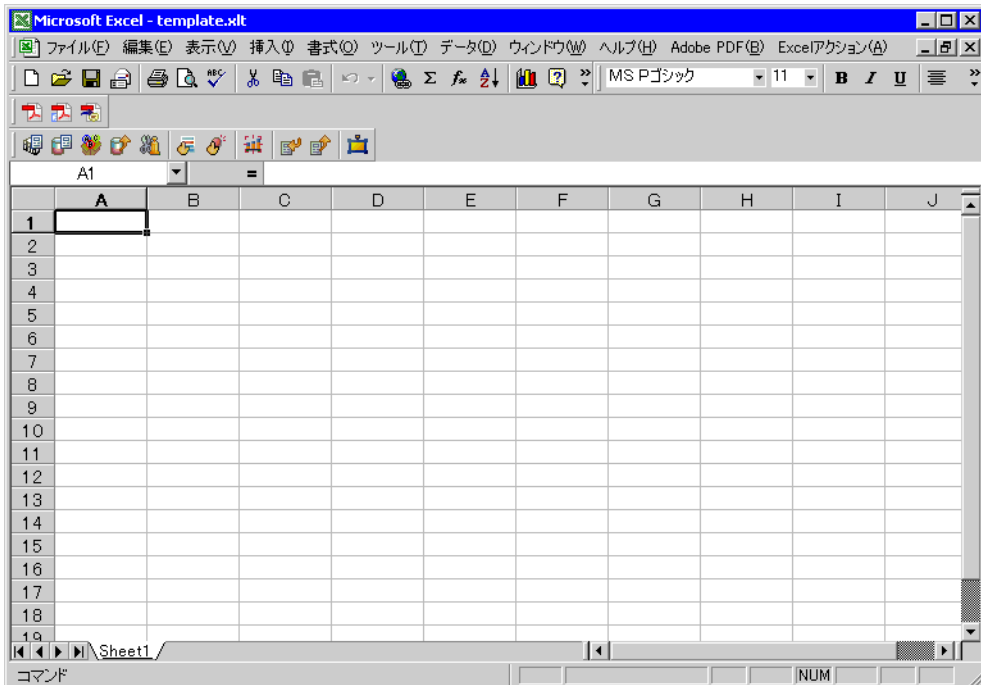 Microsoft Excel - template.xlt
ファイル(F) 編集(E) 表示(V) 挿入(I) 書式(O) ツール(T) データ(D) ウィンドウ(W) ヘルプ(H) Adobe PDF(B) Excelアクション(A)
MS Pゴシック 11 B I U
A1 =
A B C D E F G H I J
1
2
3
4
5
6
7
8
9
10
11
12
13
14
15
16
17
18
19
Sheet1
コマンド NUM